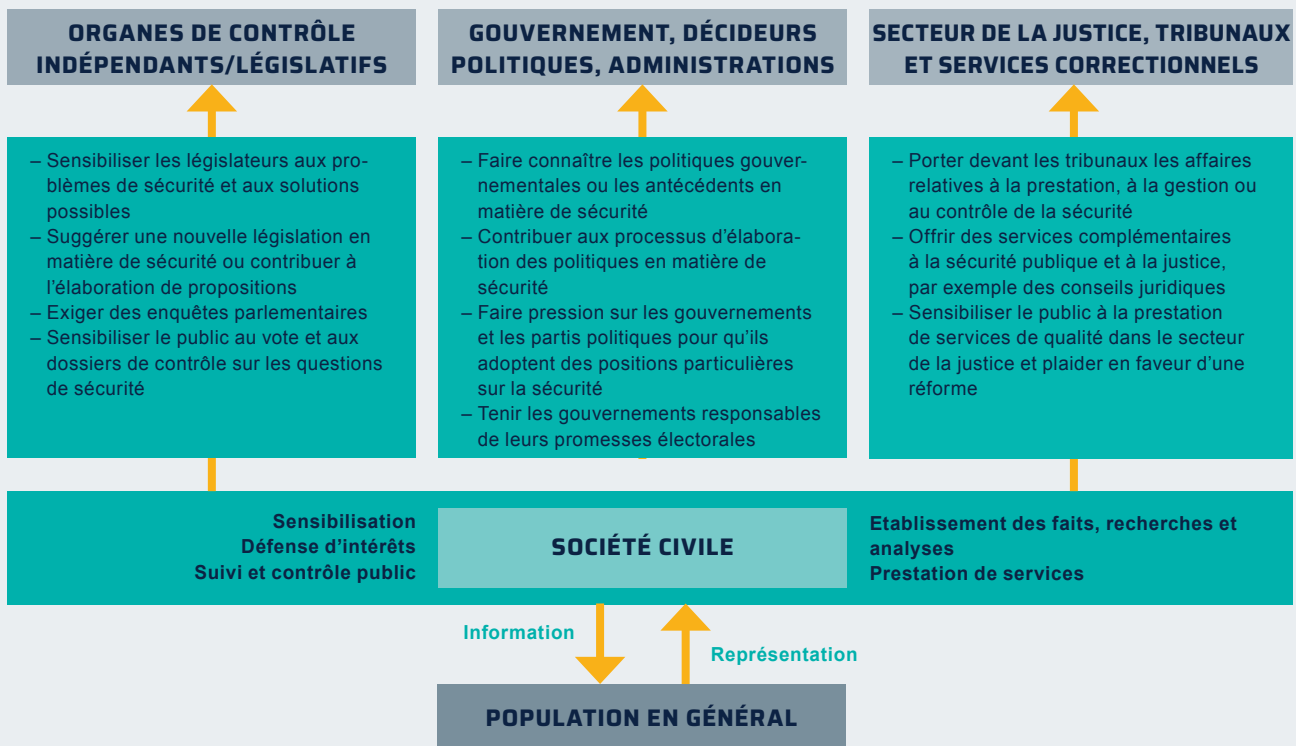 ORGANES DE CONTRÔLE
INDÉPENDANTS/LÉGISLATIFS
GOUVERNEMENT, DÉCIDEURS
POLITIQUES, ADMINISTRATIONS
SECTEUR DE LA JUSTICE, TRIBUNAUX
ET SERVICES CORRECTIONNELS
– Sensibiliser les législateurs aux pro-
blèmes de sécurité et aux solutions
possibles
– Suggérer une nouvelle législation en
matière de sécurité ou contribuer à
l’élaboration de propositions
– Exiger des enquêtes parlementaires
– Sensibiliser le public au vote et aux
dossiers de contrôle sur les questions
de sécurité
– Faire connaître les politiques gouver-
nementales ou les antécédents en
matière de sécurité
– Contribuer aux processus d’élabora-
tion des politiques en matière de
sécurité
– Faire pression sur les gouvernements
et les partis politiques pour qu’ils
adoptent des positions particulières
sur la sécurité
– Tenir les gouvernements responsables
de leurs promesses électorales
– Porter devant les tribunaux les affaires
relatives à la prestation, à la gestion ou
au contrôle de la sécurité
– Offrir des services complémentaires
à la sécurité publique et à la justice,
par exemple des conseils juridiques
– Sensibiliser le public à la prestation
de services de qualité dans le secteur
de la justice et plaider en faveur d’une
réforme
Sensibilisation
Défense d’intérêts
Suivi et contrôle public
SOCIÉTÉ CIVILE
Etablissement des faits, recherches et
analyses
Prestation de services
Information
Représentation
POPULATION EN GÉNÉRAL